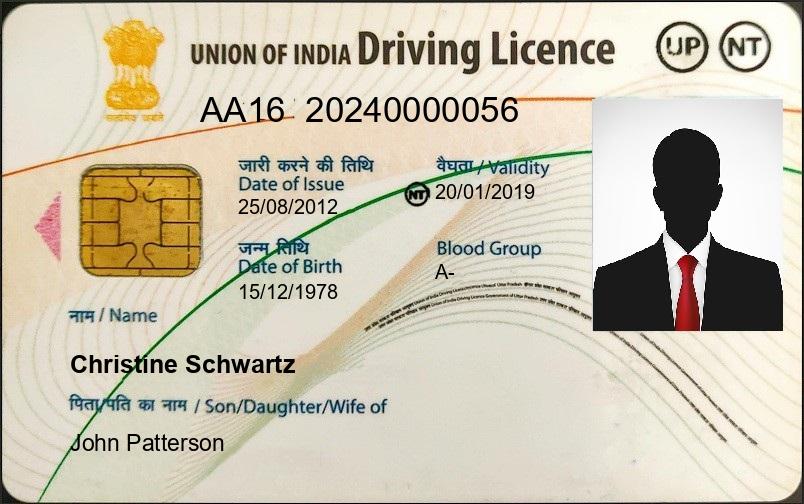 UNION OF INDIA Driving Licence UP NT
सत्यमेव जयते
AA16 20240000056
जारी करने की तिथि
Date of Issue
25/08/2012
वैधता / Validity
NT 20/01/2019
जन्म तिथि
Date of Birth
15/12/1978
Blood Group
A-
नाम / Name
Christine Schwartz
पिता/पति का नाम / Son/Daughter/Wife of
John Patterson